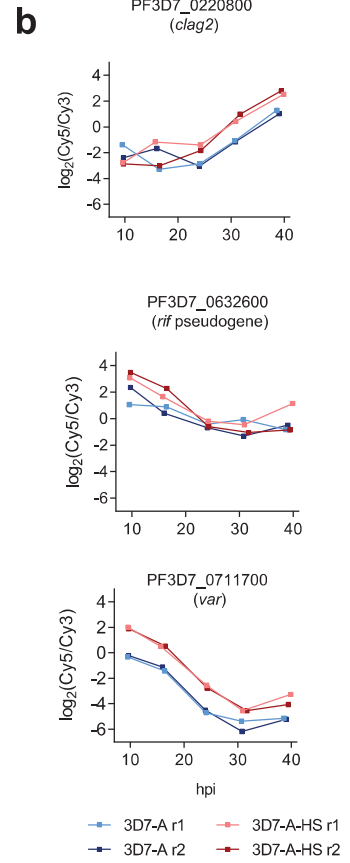 b
PF3D7_0220800
(clag2)
log2(Cy5/Cy3)
4
2
0
-2
-4
-6
10 20 30 40
PF3D7_0632600
(rif pseudogene)
log2(Cy5/Cy3)
4
2
0
-2
-4
-6
10 20 30 40
PF3D7_0711700
(var)
log2(Cy5/Cy3)
4
2
0
-2
-4
-6
10 20 30 40
hpi
3D7-A r1 3D7-A-HS r1
3D7-A r2 3D7-A-HS r2